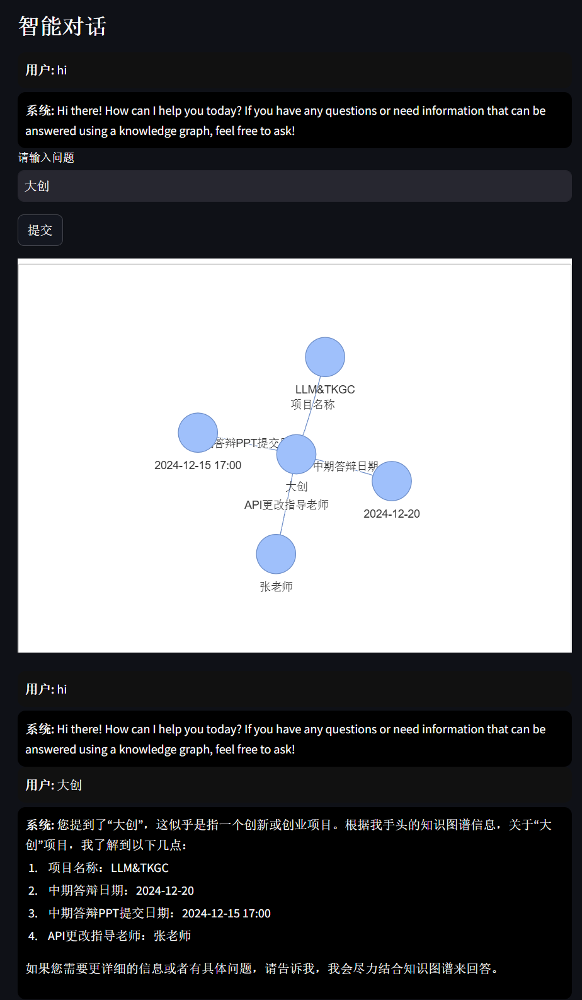 智能对话
用户: hi
系统: Hi there! How can I help you today? If you have any questions or need information that can be
answered using a knowledge graph, feel free to ask!
请输入问题
大创
提交
LLM&TKGC
项目名称
答辩PPT提交
2024-12-15 17:00
中期答辩日期
大创
2024-12-20
API更改指导老师
张老师
用户: hi
系统: Hi there! How can I help you today? If you have any questions or need information that can be
answered using a knowledge graph, feel free to ask!
用户: 大创
系统: 您提到了“大创”，这似乎是指一个创新或创业项目。根据我手头的知识图谱信息，关于“大
创”项目，我了解到以下几点：
1. 项目名称：LLM&TKGC
2. 中期答辩日期：2024-12-20
3. 中期答辩PPT提交日期：2024-12-15 17:00
4. API更改指导老师：张老师
如果您需要更详细的信息或者有具体问题，请告诉我，我会尽力结合知识图谱来回答。